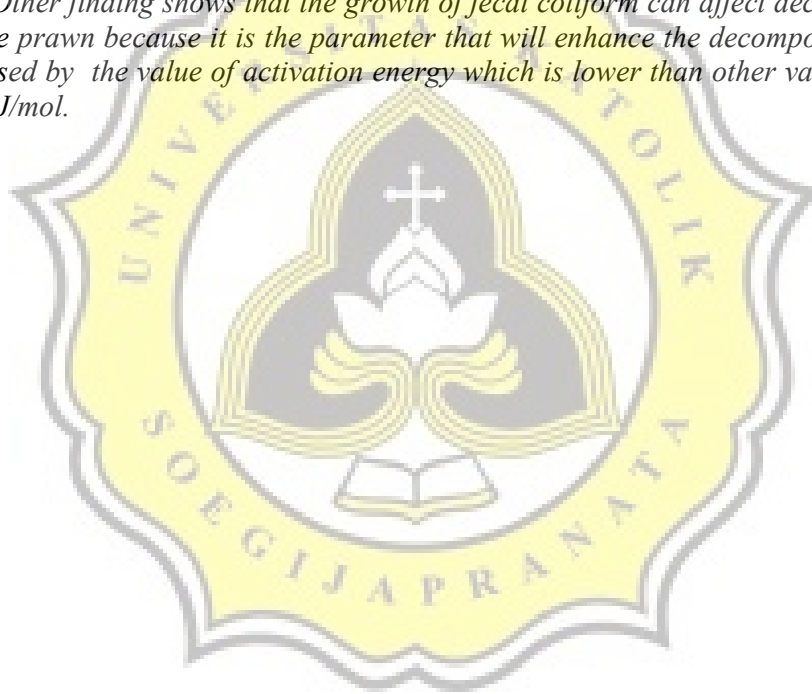 Other finding shows that the growth of fecal coliform can affect dec
e prawn because it is the parameter that will enhance the decompo
sed by the value of activation energy which is lower than other va
J/mol.
UNIVERSITAS KATOLIK
SOEGIJAPRANATA